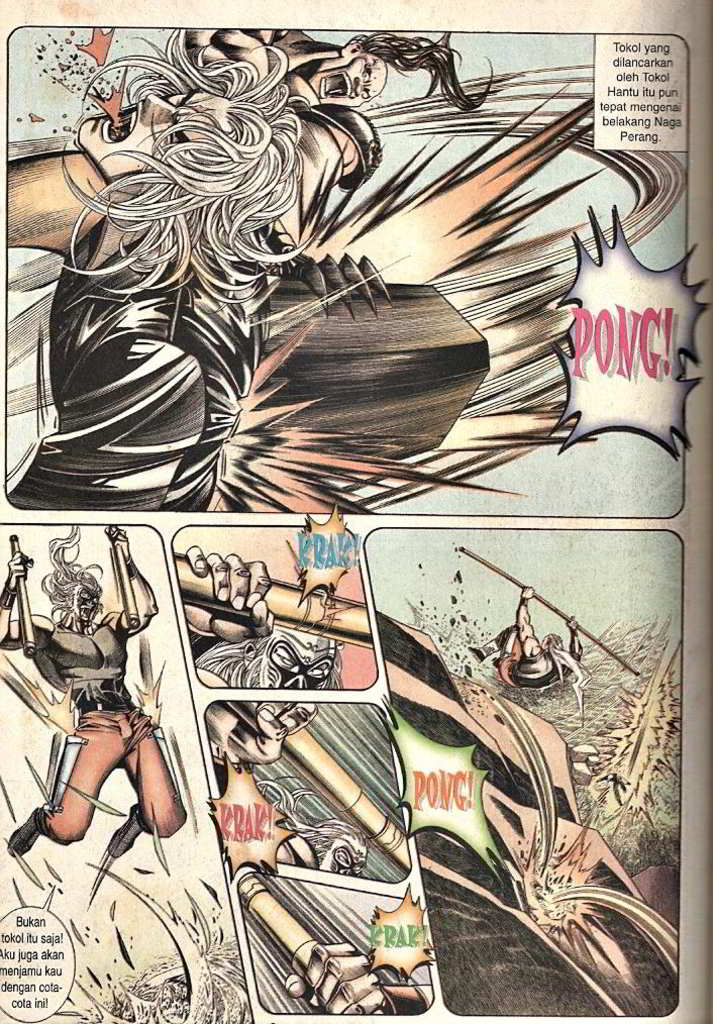 Tokol yang
dilancarkan
oleh Tokol
Hantu itu pun
tepat mengenai
belakang Naga
Perang.
PONG!
KRAK!
KRAK!
KRAK!
PONG!
Bukan
tokol itu saja!
Aku juga akan
menjamu kau
dengan cota-
cota ini!